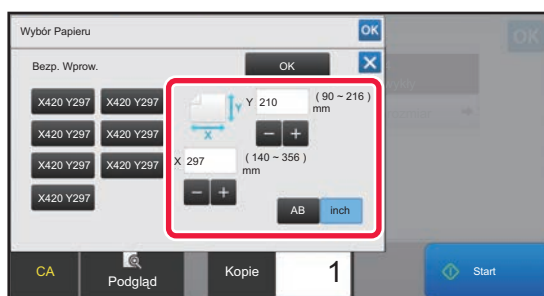 Wybór Papieru
OK
OK
Bezp. Wprow.
OK
X420 Y297
X420 Y297
X420 Y297
X420 Y297
X420 Y297
X420 Y297
X420 Y297
Y
Y 210
( 90 ~ 216 )
mm
X
X 297
( 140 ~ 356 )
mm
AB
inch
CA
Podgląd
Kopie
1
Start